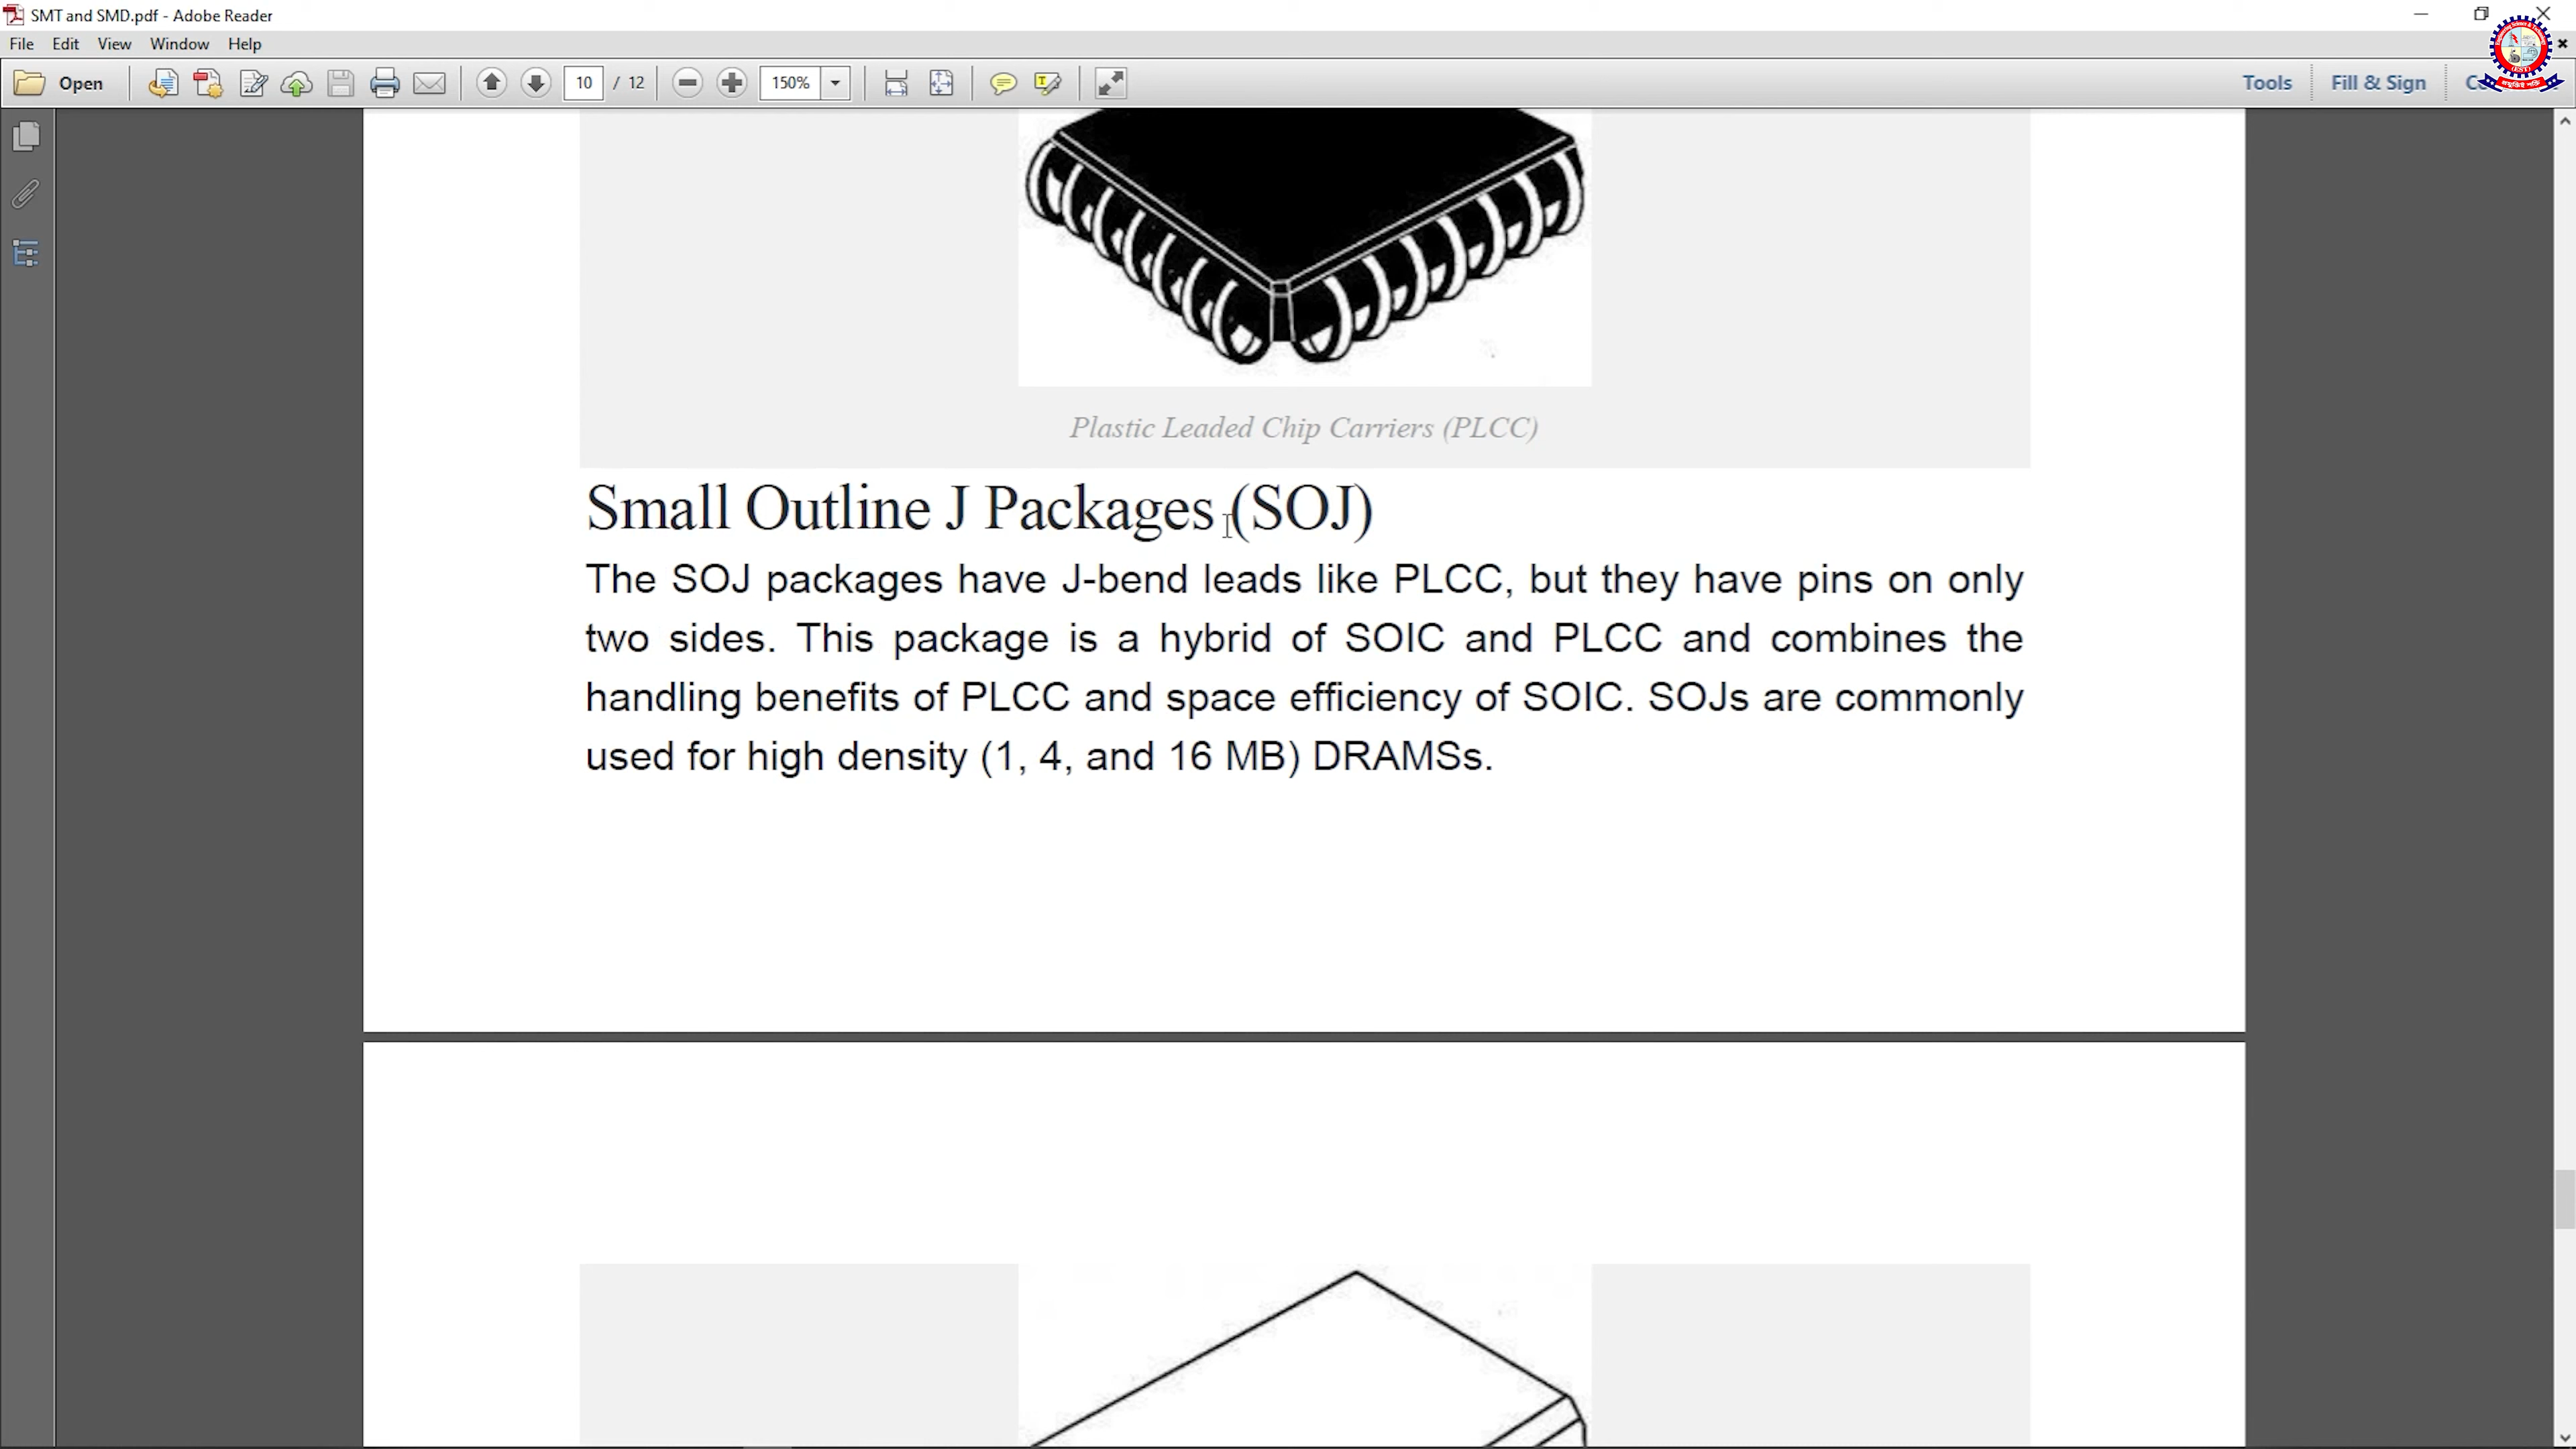 SMT and SMD.pdf - Adobe Reader
File Edit View Window Help
Open 10 / 12 150% Tools Fill & Sign
Plastic Leaded Chip Carriers (PLCC)
Small Outline J Packages (SOJ)
The SOJ packages have J-bend leads like PLCC, but they have pins on only
two sides. This package is a hybrid of SOIC and PLCC and combines the
handling benefits of PLCC and space efficiency of SOIC. SOJs are commonly
used for high density (1, 4, and 16 MB) DRAMSs.